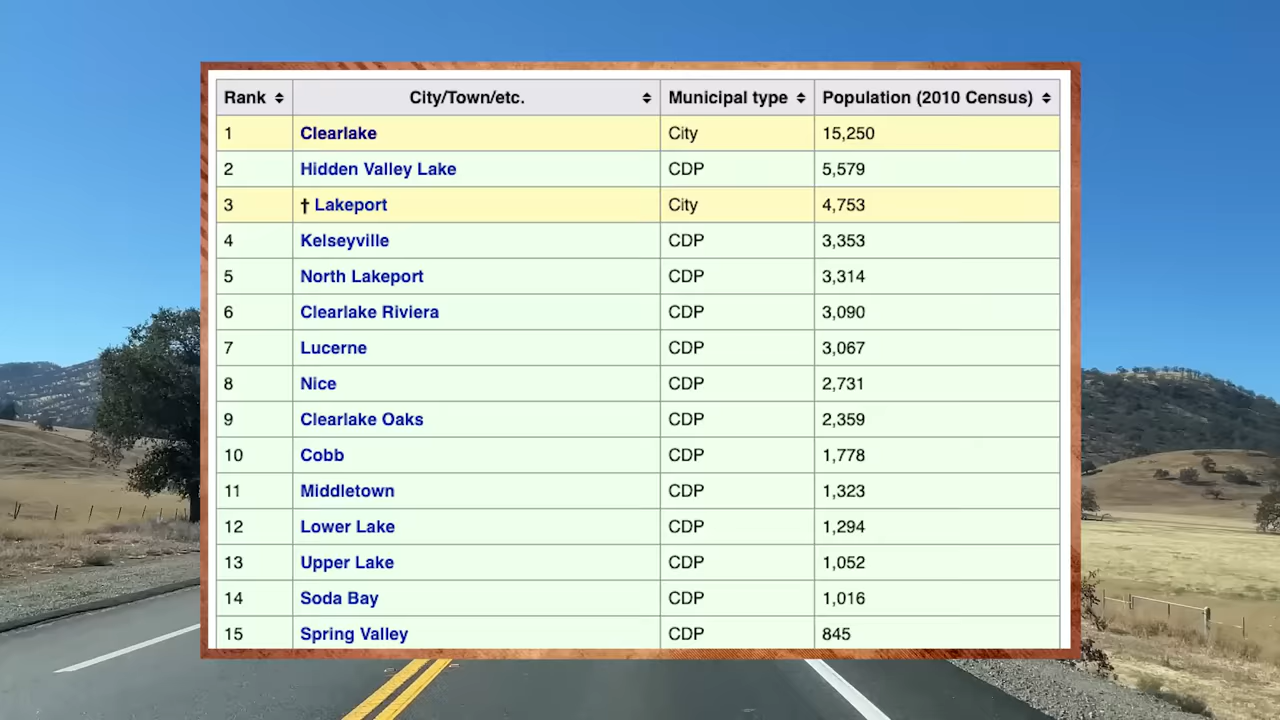 Rank City/Town/etc. Municipal type Population (2010 Census)
1 Clearlake City 15,250
2 Hidden Valley Lake CDP 5,579
3 † Lakeport City 4,753
4 Kelseyville CDP 3,353
5 North Lakeport CDP 3,314
6 Clearlake Riviera CDP 3,090
7 Lucerne CDP 3,067
8 Nice CDP 2,731
9 Clearlake Oaks CDP 2,359
10 Cobb CDP 1,778
11 Middletown CDP 1,323
12 Lower Lake CDP 1,294
13 Upper Lake CDP 1,052
14 Soda Bay CDP 1,016
15 Spring Valley CDP 845